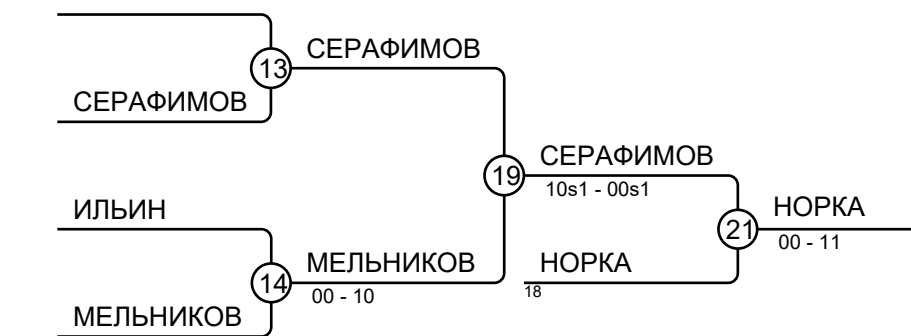 13
СЕРАФИМОВ
СЕРАФИМОВ
19
СЕРАФИМОВ
10s1 - 00s1
ИЛЬИН
14
МЕЛЬНИКОВ
00 - 10
МЕЛЬНИКОВ
НОРКА
18
21
НОРКА
00 - 11